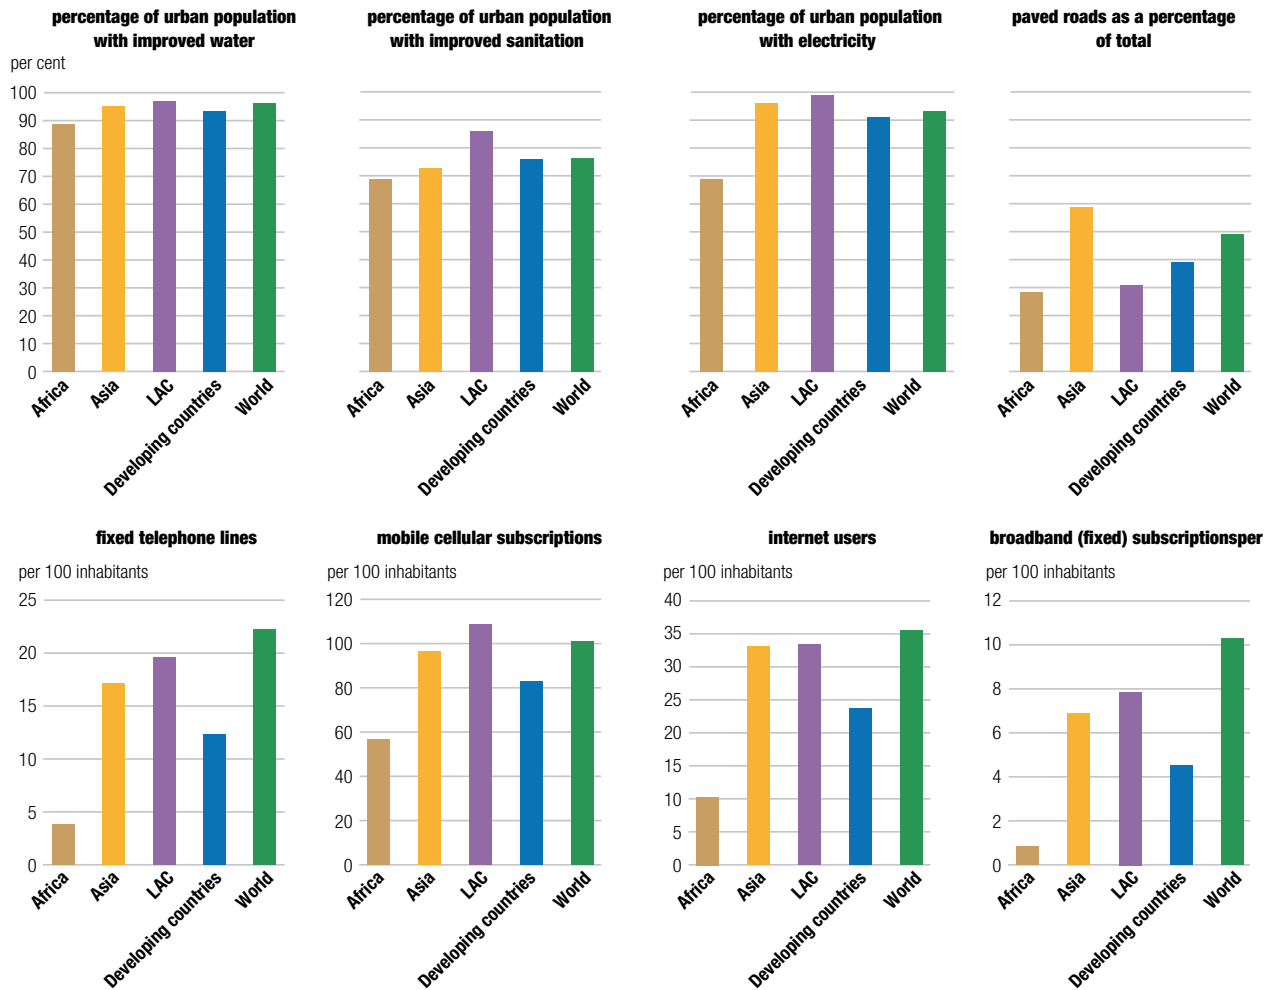 percentage of urban population
with improved water
per cent
100
90
80
70
60
50
40
30
20
10
0
Africa
Asia
LAC
Developing countries
World
percentage of urban population
with improved sanitation
Africa
Asia
LAC
Developing countries
World
percentage of urban population
with electricity
Africa
Asia
LAC
Developing countries
World
paved roads as a percentage
of total
Africa
Asia
LAC
Developing countries
World
fixed telephone lines
per 100 inhabitants
25
20
15
10
5
0
Africa
Asia
LAC
Developing countries
World
mobile cellular subscriptions
per 100 inhabitants
120
100
80
60
40
20
0
Africa
Asia
LAC
Developing countries
World
internet users
per 100 inhabitants
40
35
30
25
20
15
10
5
0
Africa
Asia
LAC
Developing countries
World
broadband (fixed) subscriptionsper
per 100 inhabitants
12
10
8
6
4
2
0
Africa
Asia
LAC
Developing countries
World